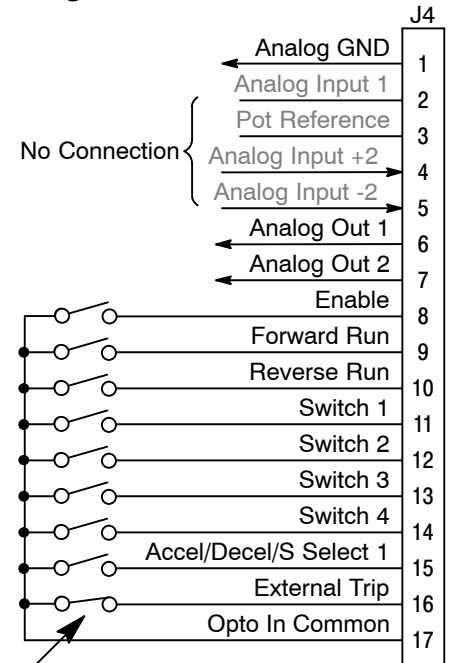 J4
Analog GND 1
Analog Input 1 2
Pot Reference 3
No Connection
Analog Input +2 4
Analog Input -2 5
Analog Out 1 6
Analog Out 2 7
Enable 8
Forward Run 9
Reverse Run 10
Switch 1 11
Switch 2 12
Switch 3 13
Switch 4 14
Accel/Decel/S Select 1 15
External Trip 16
Opto In Common 17